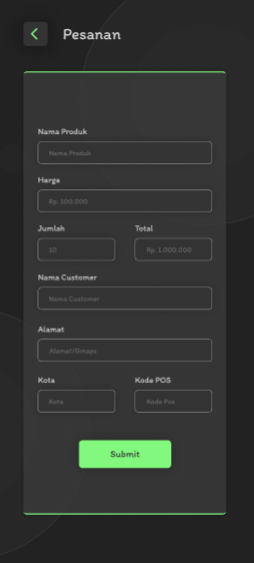 Pesanan
Nama Produk
Nama Produk
Harga
Rp. 100.000
Jumlah Total
10 Rp. 1.000.000
Nama Customer
Nama Customer
Alamat
Alamat/Gmaps
Kota Kode POS
Kota Kode Pos
Submit